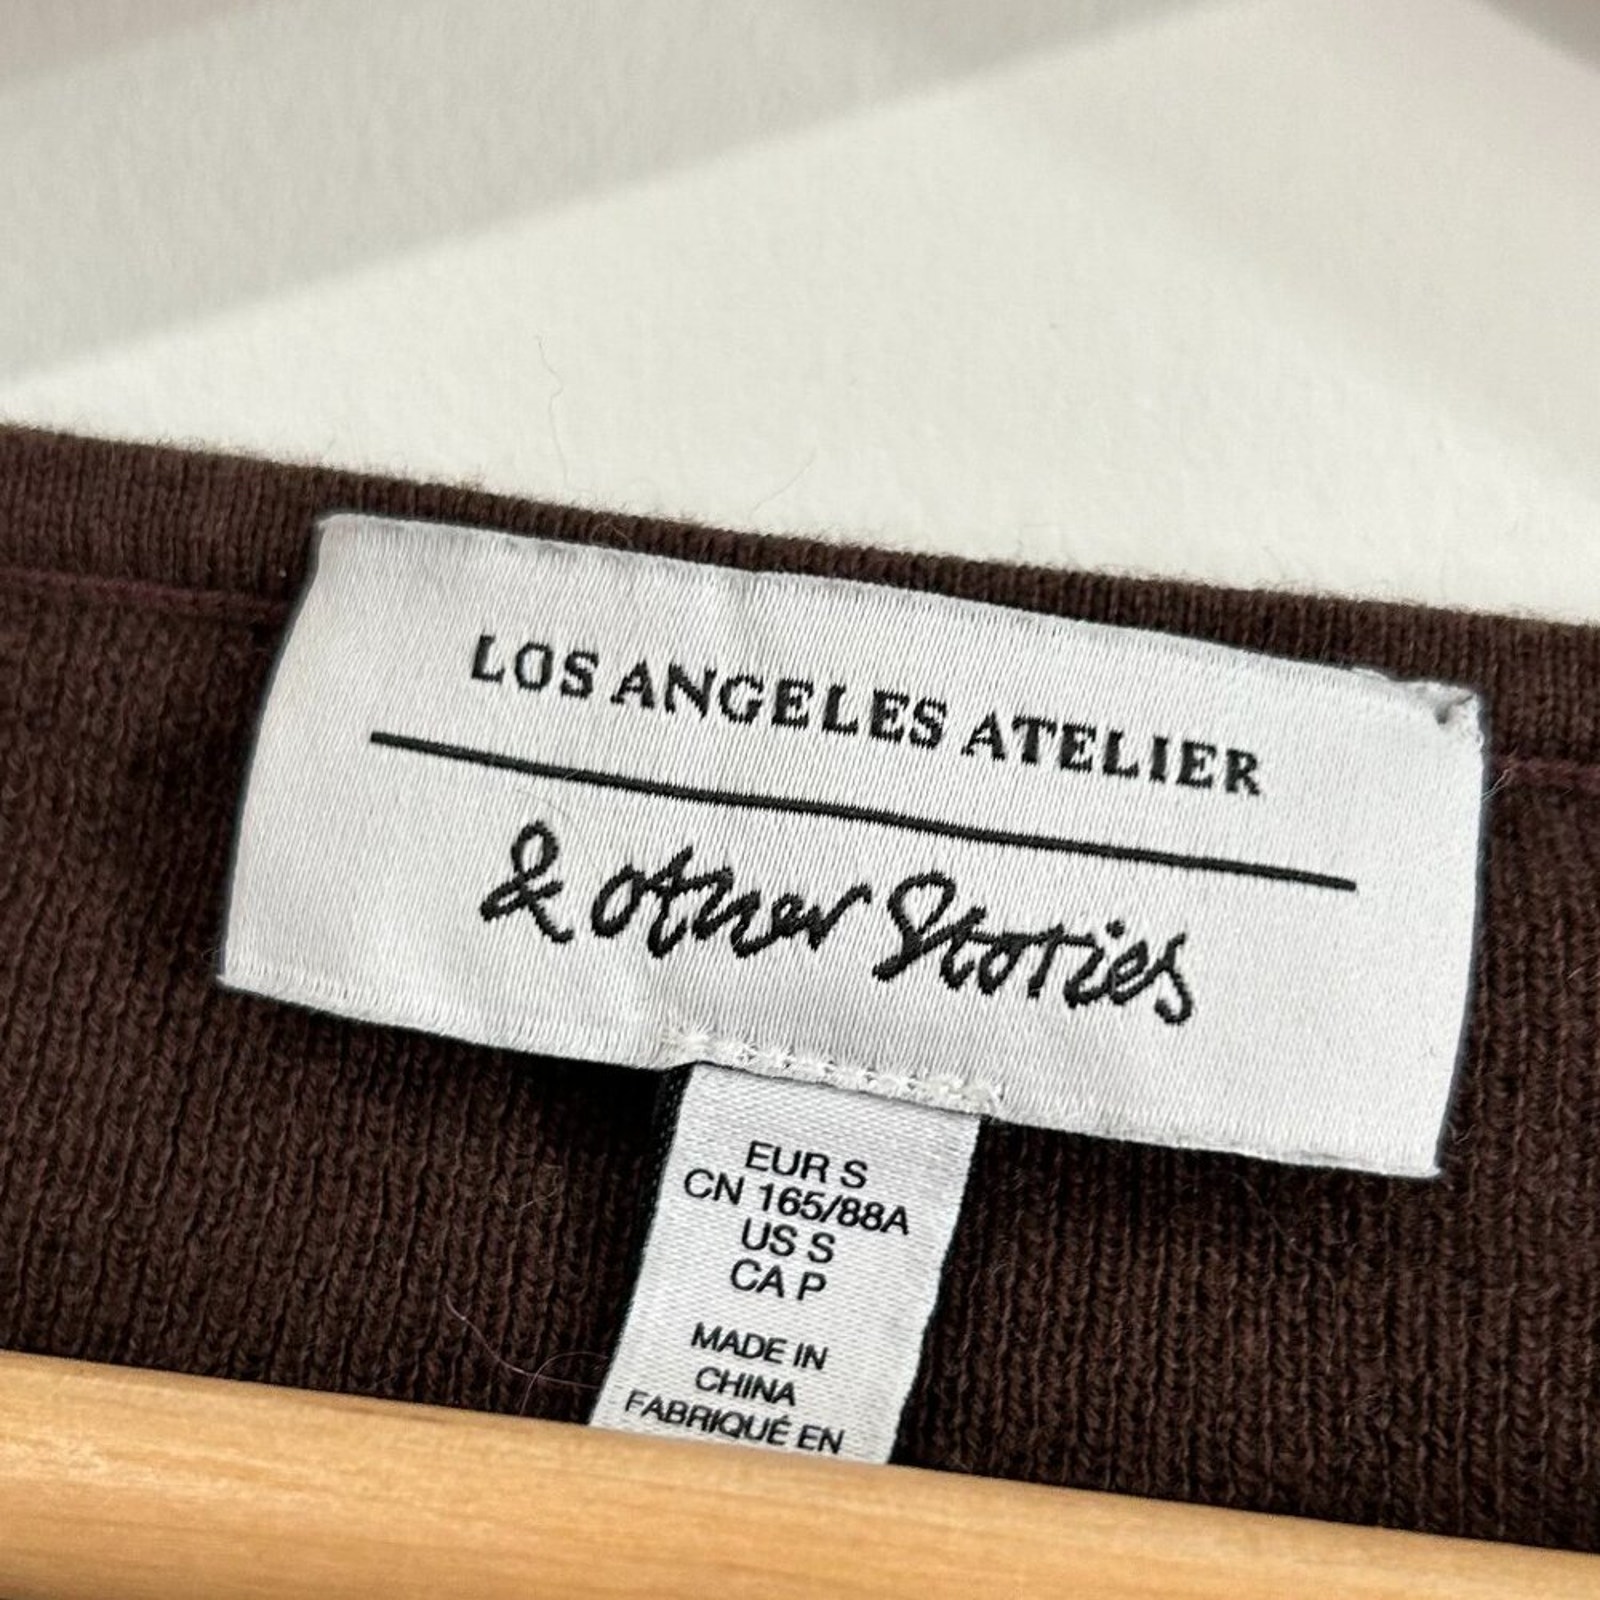 LOS ANGELES ATELIER
& other Stories
EUR S
CN 165/88A
US S
CA P
MADE IN
CHINA
FABRIQUÉ EN